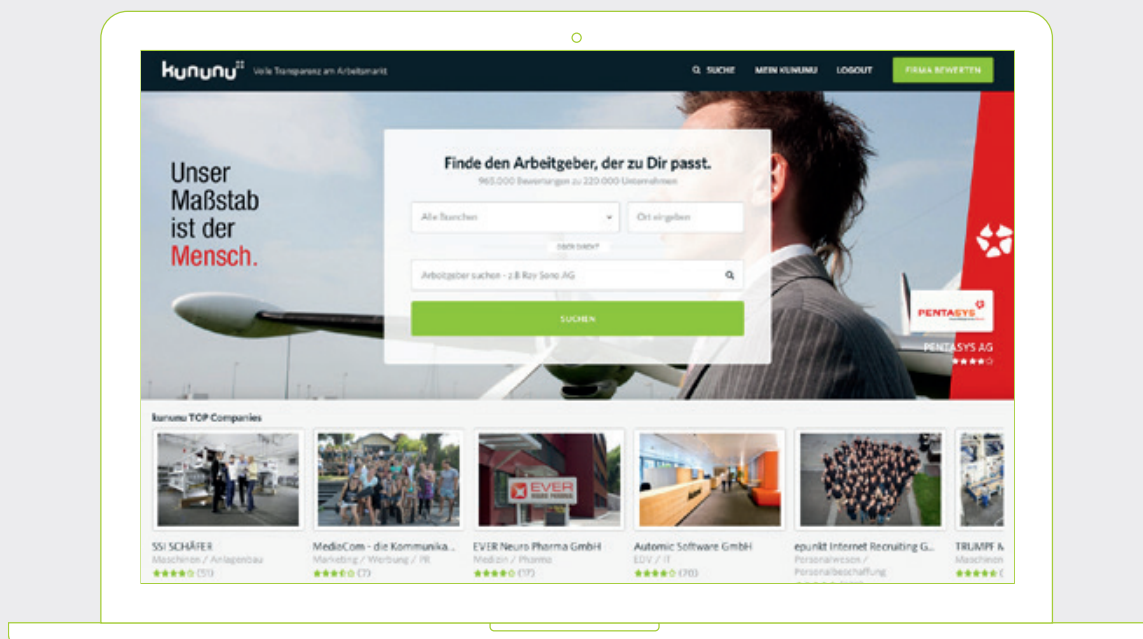 kununu
Volle Transparenz am Arbeitsmarkt
SUCHE
MEIN KUNUNU
LOGOUT
FIRMA BEWERTEN
Unser
Maßstab
ist der
Mensch.
Finde den Arbeitgeber, der zu Dir passt.
965.000 Bewertungen zu 220.000 Unternehmen
Alle Branchen
Ort eingeben
ODER DIREKT
Arbeitgeber suchen - z.B Ray Sono AG
SUCHEN
PENTASYS
PENTASYS AG
kununu TOP Companies
EVER
NEURO PHARMA
SSI SCHÄFER
Maschinen / Anlagenbau
(51)
MediaCom - die Kommunika...
Marketing / Werbung / PR
(7)
EVER Neuro Pharma GmbH
Medizin / Pharma
(17)
Automic Software GmbH
EDV / IT
(70)
epunkt Internet Recruiting G...
Personalwesen /
Personalbeschaffung
TRUMPF
Maschinen